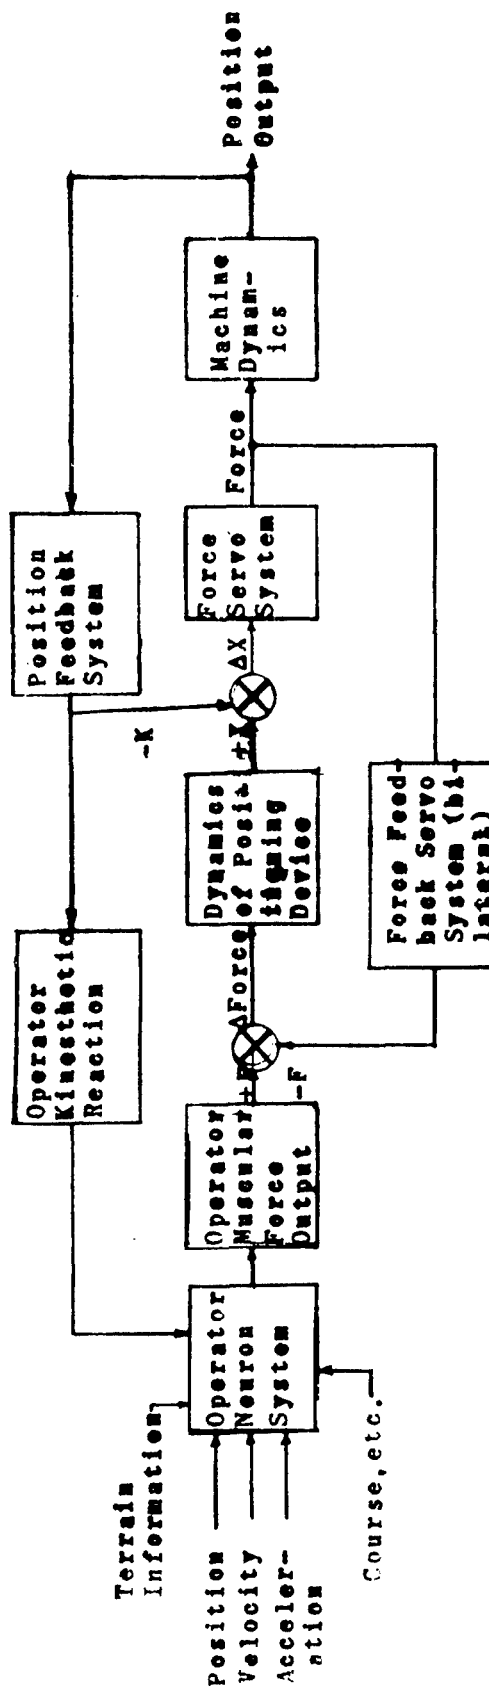 Terrain
Information
Position
Velocity
Acceler-
ation
Course, etc.
Operator
Neuron
System
Operator
Muscular
Force
Output
+F
-F
ΔForce
Operator
Kinesthetic
Reaction
Dynamics
of Posi-
tioning
Device
+X
-K
ΔX
Position
Feedback
System
Force
Servo
System
Force
Force Feed-
back Servo
System (bi-
lateral)
Machine
Dynam-
ics
Position
Output